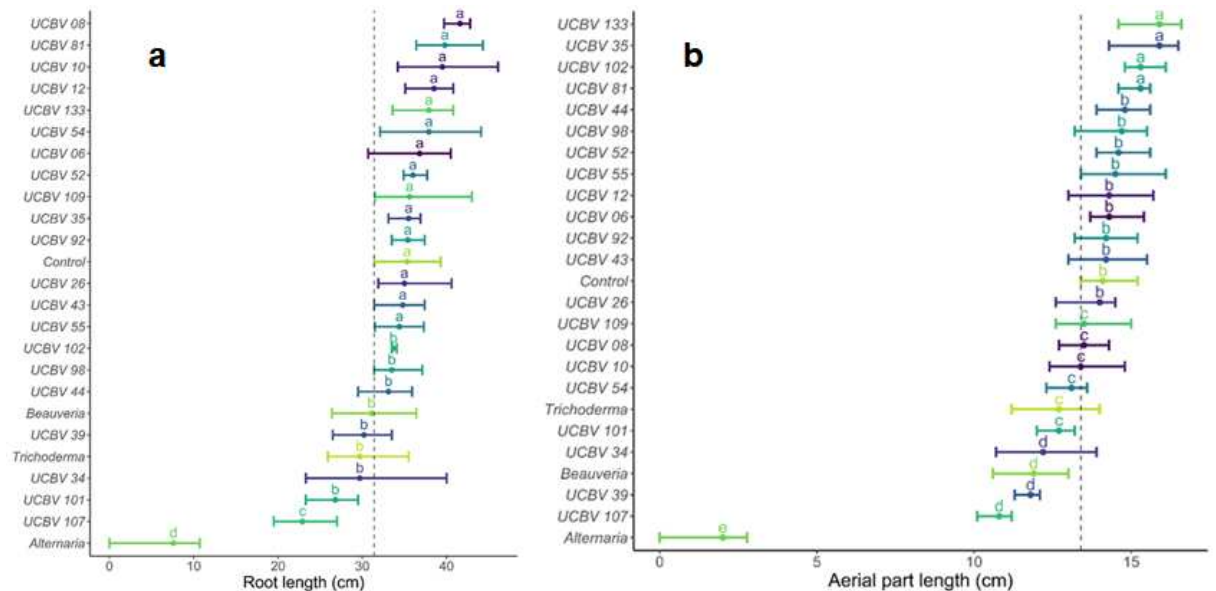 a
UCBV 08 a
UCBV 81 a
UCBV 10 a
UCBV 12 a
UCBV 133 a
UCBV 54 a
UCBV 06 a
UCBV 52 a
UCBV 109 a
UCBV 35 a
UCBV 92 a
Control a
UCBV 26 a
UCBV 43 a
UCBV 55 a
UCBV 102 b
UCBV 98 b
UCBV 44 b
Beauveria b
UCBV 39 b
Trichoderma b
UCBV 34 b
UCBV 101 b
UCBV 107 c
Alternaria d
0 10 20 30 40
Root length (cm)
b
UCBV 133 a
UCBV 35 a
UCBV 102 a
UCBV 81 a
UCBV 44 b
UCBV 98 b
UCBV 52 b
UCBV 55 b
UCBV 12 b
UCBV 06 b
UCBV 92 b
UCBV 43 b
Control b
UCBV 26 b
UCBV 109 c
UCBV 08 c
UCBV 10 c
UCBV 54 c
Trichoderma c
UCBV 101 c
UCBV 34 d
Beauveria d
UCBV 39 d
UCBV 107 d
Alternaria e
0 5 10 15
Aerial part length (cm)